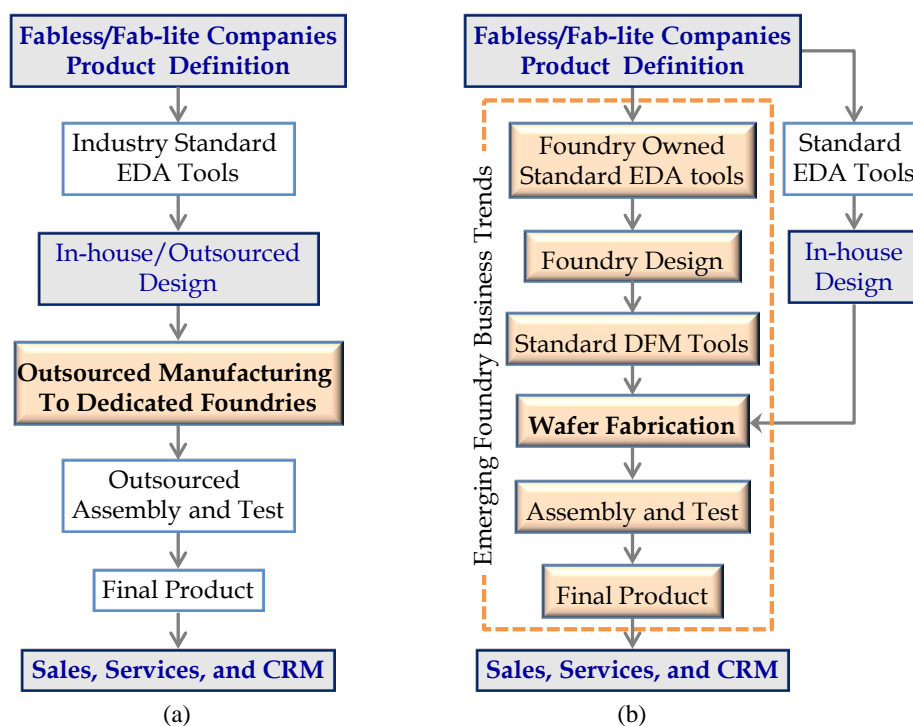 Fabless/Fab-lite Companies
Product Definition
Industry Standard
EDA Tools
In-house/Outsourced
Design
Outsourced Manufacturing
To Dedicated Foundries
Outsourced
Assembly and Test
Final Product
Sales, Services, and CRM
(a)
Fabless/Fab-lite Companies
Product Definition
Emerging Foundry Business Trends
Foundry Owned
Standard EDA tools
Foundry Design
Standard DFM Tools
Wafer Fabrication
Assembly and Test
Final Product
Standard
EDA Tools
In-house
Design
Sales, Services, and CRM
(b)